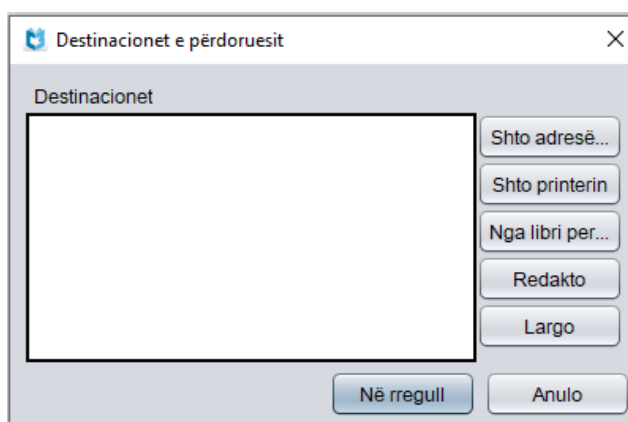 Destinacionet e përdoruesit
Destinacionet
Shto adresë...
Shto printerin
Nga libri per...
Redakto
Largo
Në rregull
Anulo